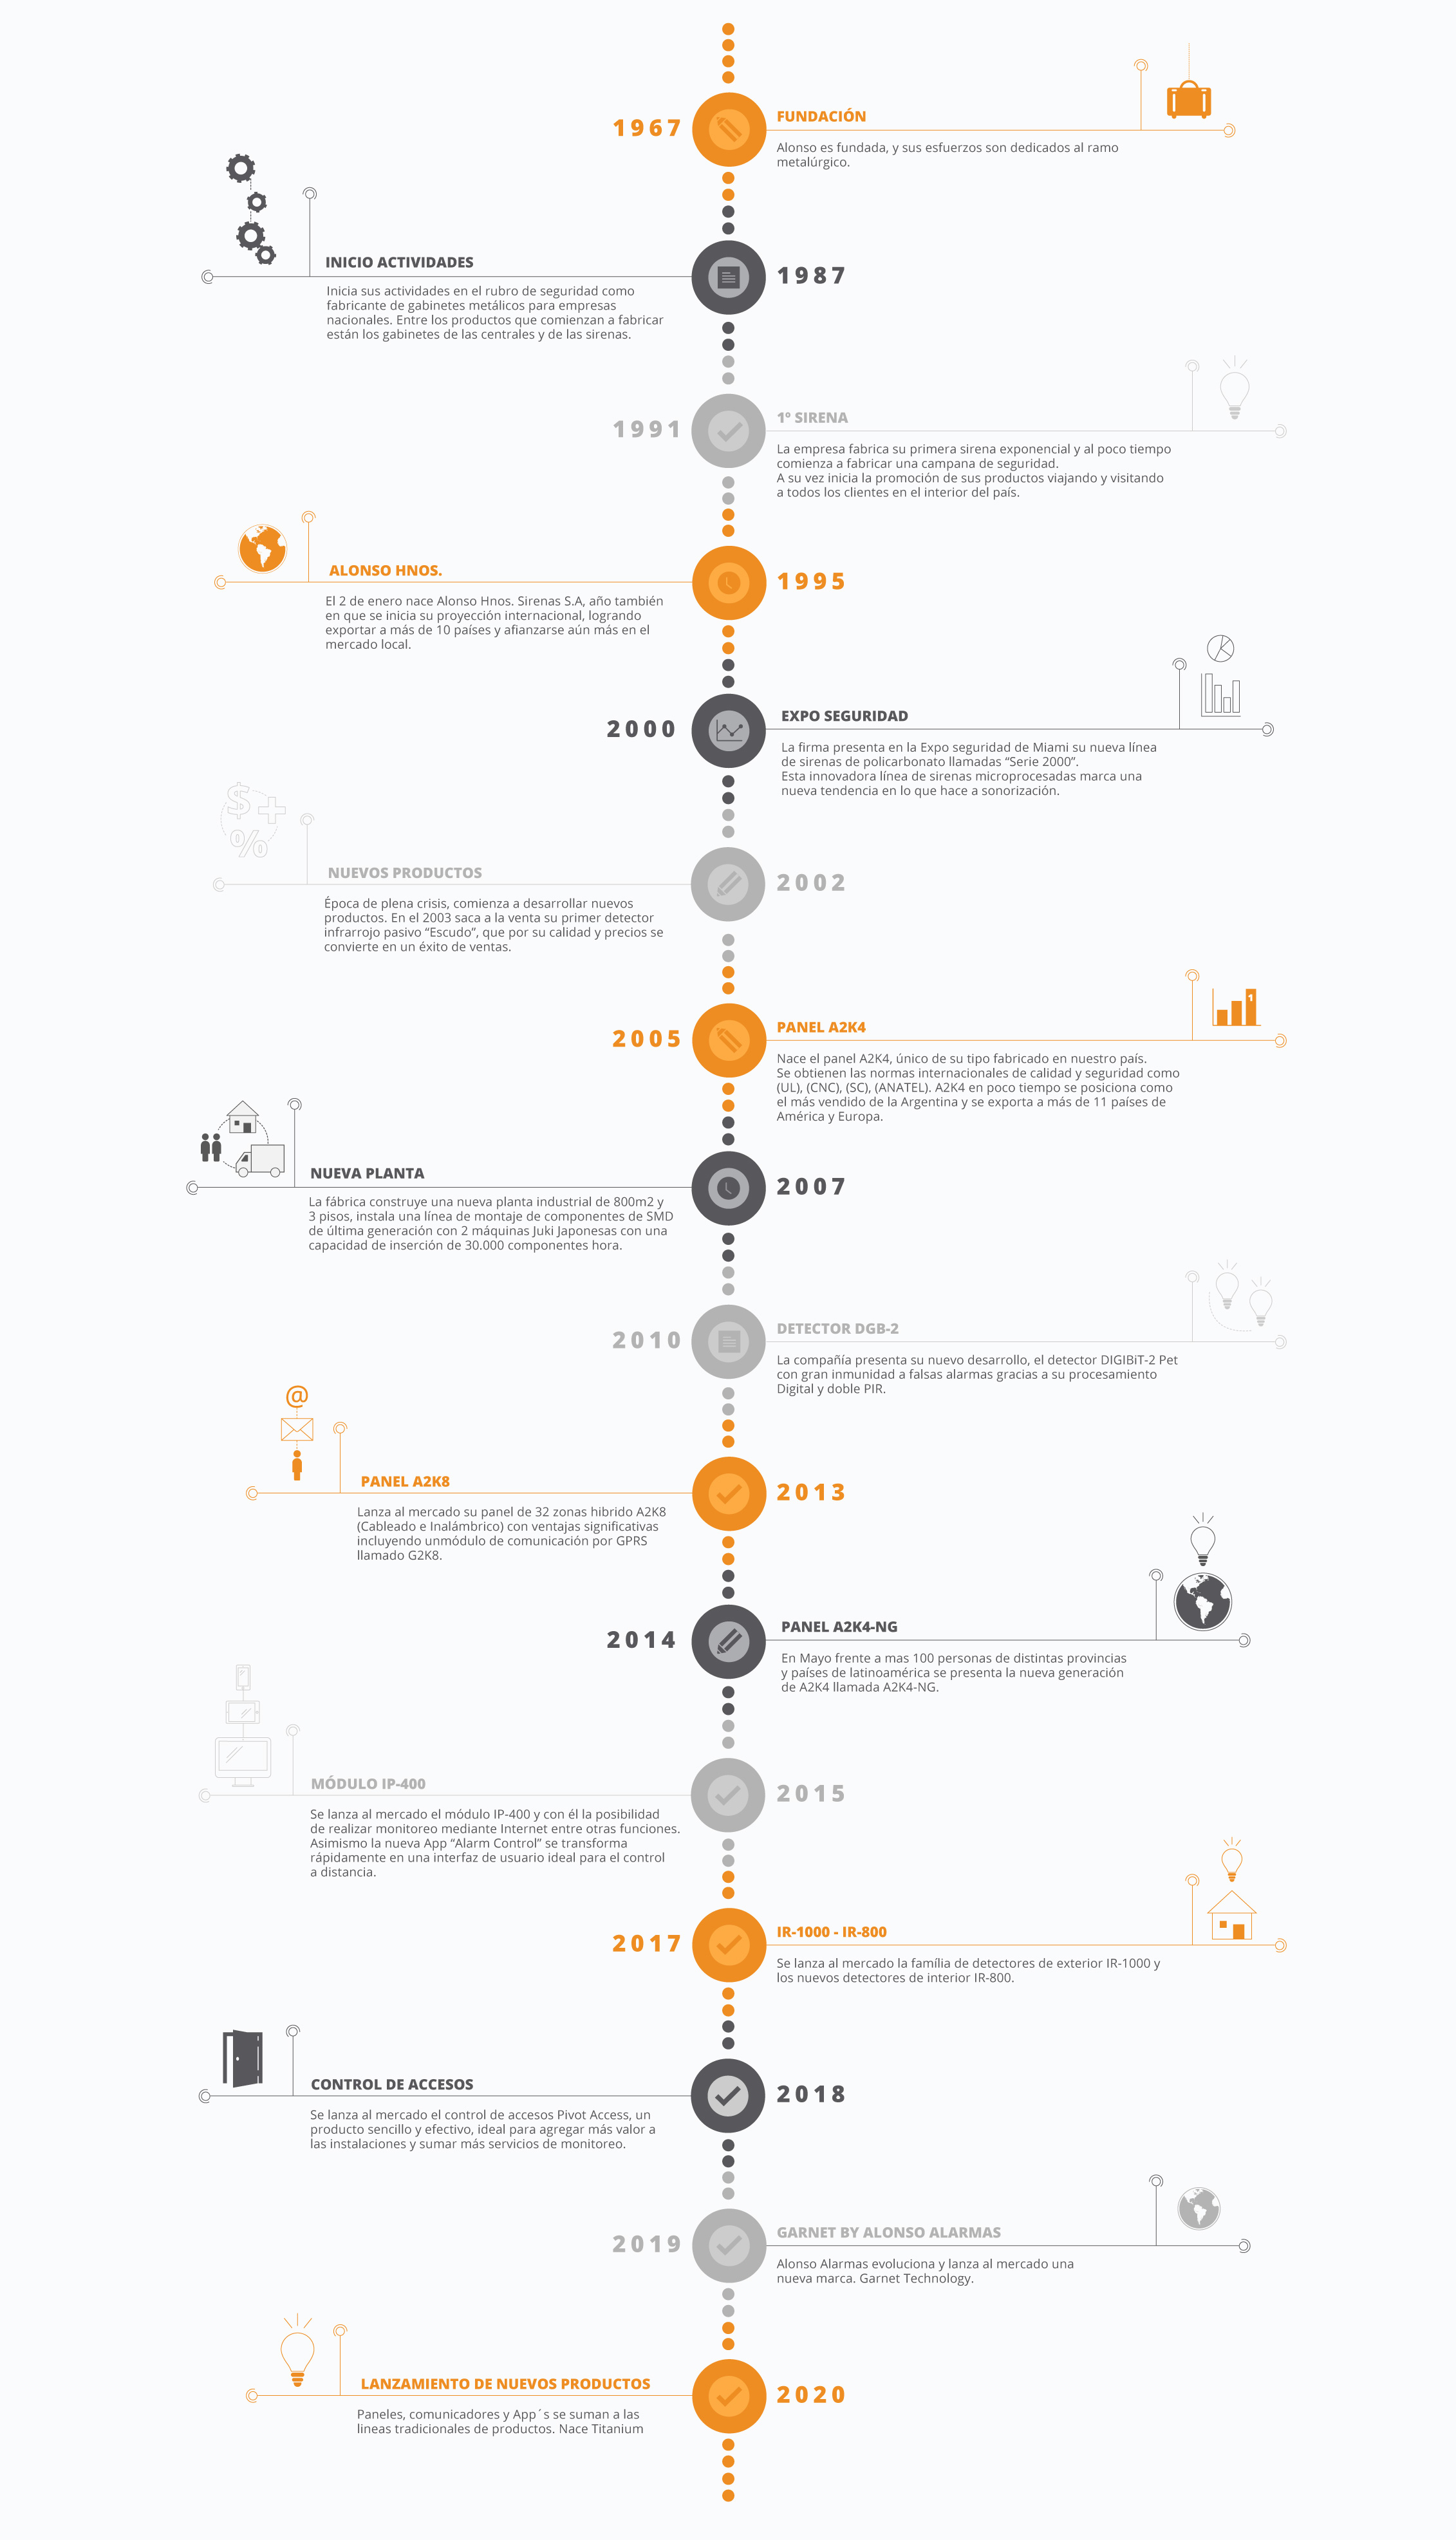 1967
FUNDACIÓN
Alonso es fundada, y sus esfuerzos son dedicados al ramo
metalúrgico.
INICIO ACTIVIDADES
1987
Inicia sus actividades en el rubro de seguridad como
fabricante de gabinetes metálicos para empresas
nacionales. Entre los productos que comienzan a fabricar
están los gabinetes de las centrales y de las sirenas.
1991
1º SIRENA
La empresa fabrica su primera sirena exponencial y al poco tiempo
comienza a fabricar una campana de seguridad.
A su vez inicia la promoción de sus productos viajando y visitando
a todos los clientes en el interior del país.
ALONSO HNOS.
1995
El 2 de enero nace Alonso Hnos. Sirenas S.A, año también
en que se inicia su proyección internacional, logrando
exportar a más de 10 países y afianzarse aún más en el
mercado local.
2000
EXPO SEGURIDAD
La firma presenta en la Expo seguridad de Miami su nueva línea
de sirenas de policarbonato llamadas “Serie 2000”.
Esta innovadora línea de sirenas microprocesadas marca una
nueva tendencia en lo que hace a sonorización.
$ +
%
NUEVOS PRODUCTOS
2002
Época de plena crisis, comienza a desarrollar nuevos
productos. En el 2003 saca a la venta su primer detector
infrarrojo pasivo “Escudo”, que por su calidad y precios se
convierte en un éxito de ventas.
1
2005
PANEL A2K4
Nace el panel A2K4, único de su tipo fabricado en nuestro país.
Se obtienen las normas internacionales de calidad y seguridad como
(UL), (CNC), (SC), (ANATEL). A2K4 en poco tiempo se posiciona como
el más vendido de la Argentina y se exporta a más de 11 países de
América y Europa.
NUEVA PLANTA
2007
La fábrica construye una nueva planta industrial de 800m2 y
3 pisos, instala una línea de montaje de componentes de SMD
de última generación con 2 máquinas Juki Japonesas con una
capacidad de inserción de 30.000 componentes hora.
2010
DETECTOR DGB-2
La compañía presenta su nuevo desarrollo, el detector DIGIBiT-2 Pet
con gran inmunidad a falsas alarmas gracias a su procesamiento
Digital y doble PIR.
@
PANEL A2K8
2013
Lanza al mercado su panel de 32 zonas hibrido A2K8
(Cableado e Inalámbrico) con ventajas significativas
incluyendo unmódulo de comunicación por GPRS
llamado G2K8.
2014
PANEL A2K4-NG
En Mayo frente a mas 100 personas de distintas provincias
y países de latinoamérica se presenta la nueva generación
de A2K4 llamada A2K4-NG.
MÓDULO IP-400
2015
Se lanza al mercado el módulo IP-400 y con él la posibilidad
de realizar monitoreo mediante Internet entre otras funciones.
Asimismo la nueva App “Alarm Control” se transforma
rápidamente en una interfaz de usuario ideal para el control
a distancia.
2017
IR-1000 - IR-800
Se lanza al mercado la família de detectores de exterior IR-1000 y
los nuevos detectores de interior IR-800.
CONTROL DE ACCESOS
2018
Se lanza al mercado el control de accesos Pivot Access, un
producto sencillo y efectivo, ideal para agregar más valor a
las instalaciones y sumar más servicios de monitoreo.
2019
GARNET BY ALONSO ALARMAS
Alonso Alarmas evoluciona y lanza al mercado una
nueva marca. Garnet Technology.
LANZAMIENTO DE NUEVOS PRODUCTOS
2020
Paneles, comunicadores y App´s se suman a las
lineas tradicionales de productos. Nace Titanium